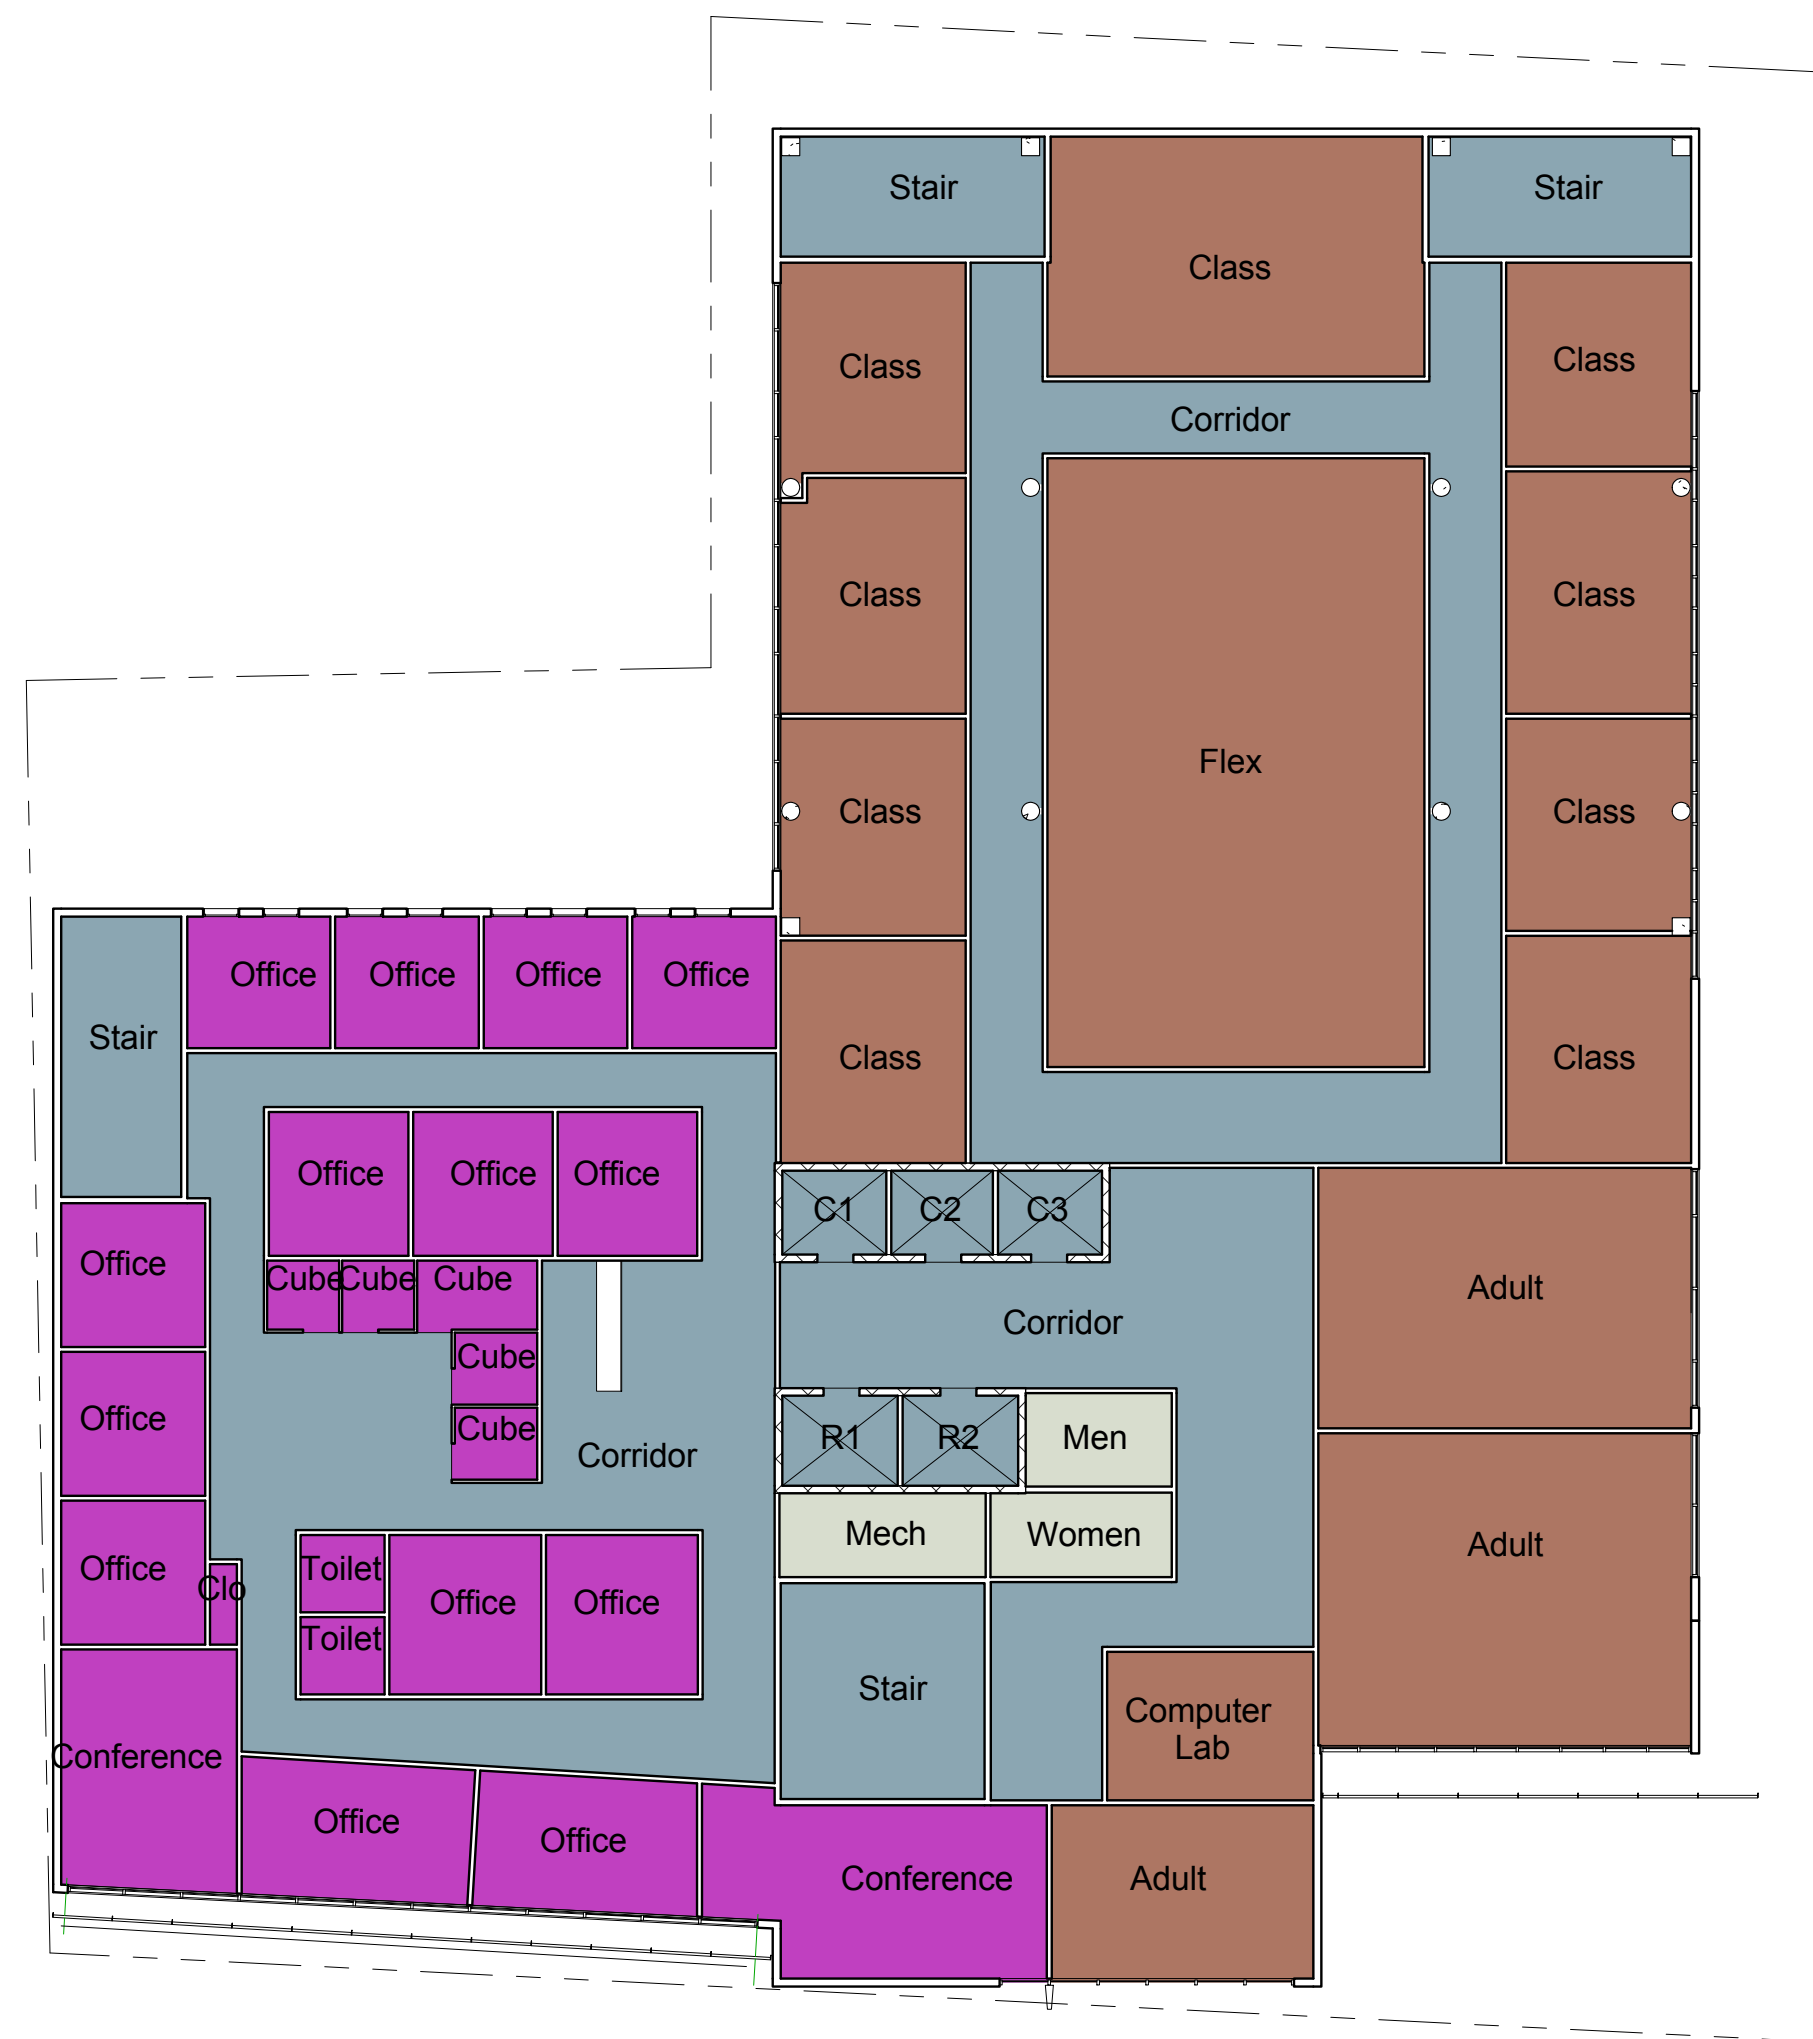 Stair
Stair
Class
Class
Class
Corridor
Class
Class
Flex
Class
Class
Office
Office
Office
Office
Stair
Class
Class
Office
Office
Office
C1
C2
C3
Office
Cube
Cube
Cube
Adult
Corridor
Cube
Cube
Office
Corridor
R1
R2
Men
Mech
Women
Adult
Office
Clo
Toilet
Office
Office
Toilet
Stair
Computer
Lab
Conference
Office
Office
Conference
Adult